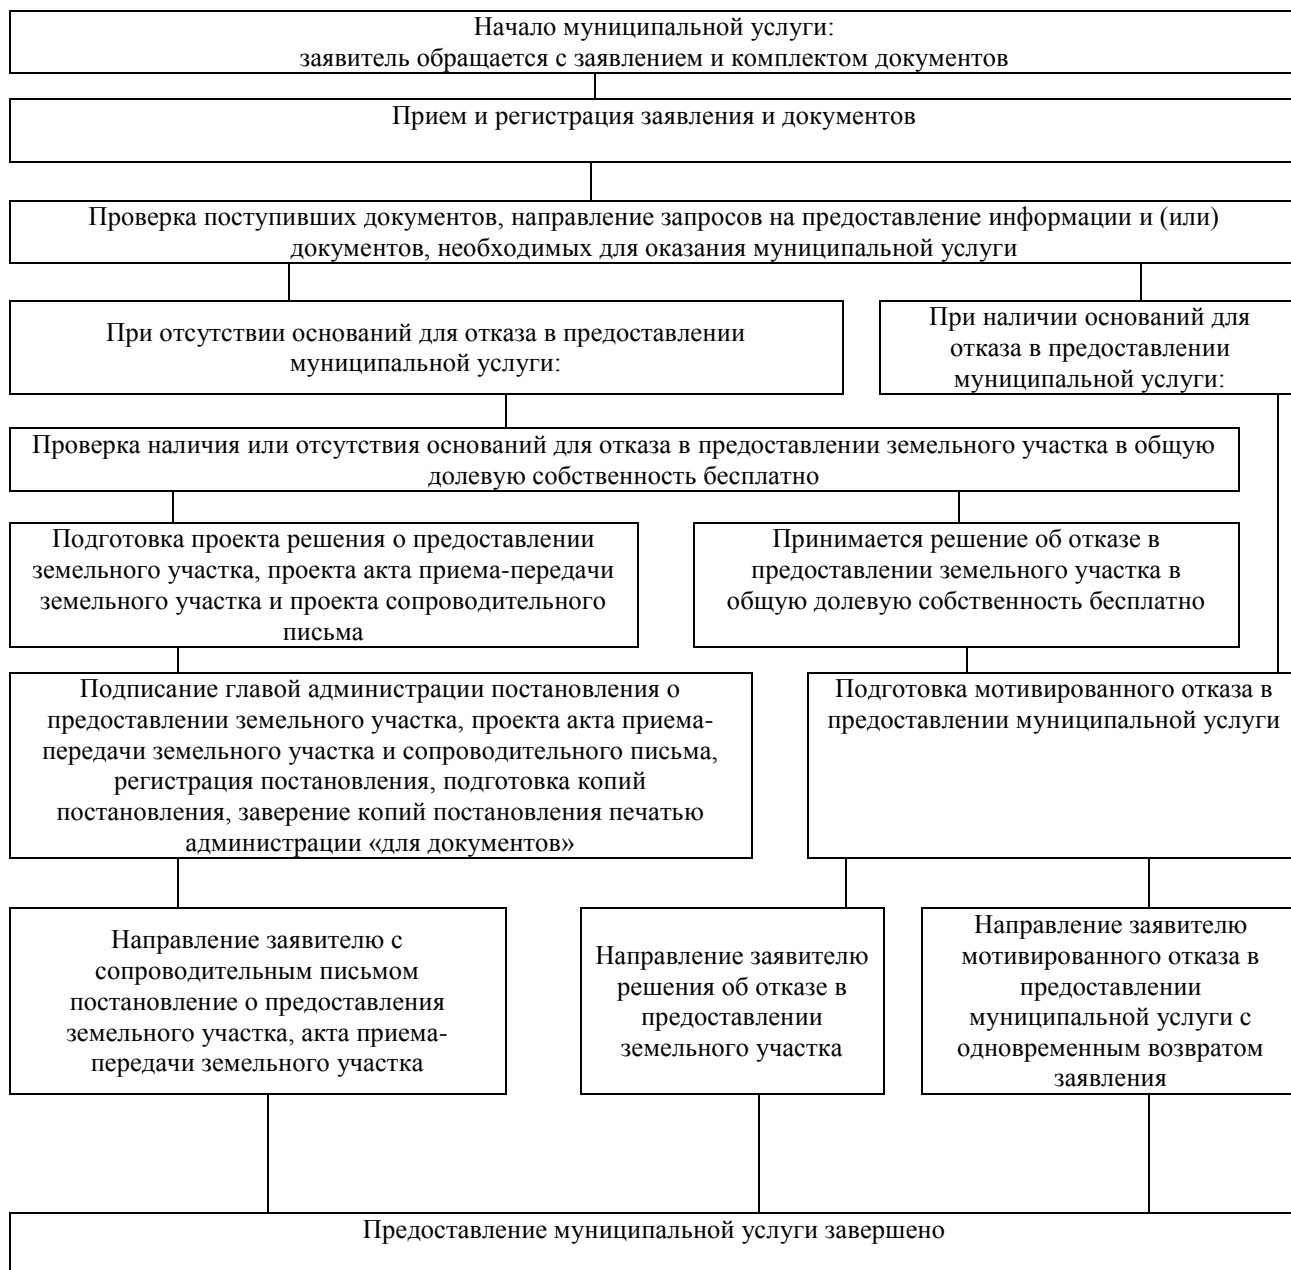 Начало муниципальной услуги:
заявитель обращается с заявлением и комплектом документов
Прием и регистрация заявления и документов
Проверка поступивших документов, направление запросов на предоставление информации и (или)
документов, необходимых для оказания муниципальной услуги
При отсутствии оснований для отказа в предоставлении
муниципальной услуги:
При наличии оснований для
отказа в предоставлении
муниципальной услуги:
Проверка наличия или отсутствия оснований для отказа в предоставлении земельного участка в общую
долевую собственность бесплатно
Подготовка проекта решения о предоставлении
земельного участка, проекта акта приема-передачи
земельного участка и проекта сопроводительного
письма
Принимается решение об отказе в
предоставлении земельного участка в
общую долевую собственность бесплатно
Подписание главой администрации постановления о
предоставлении земельного участка, проекта акта приема-
передачи земельного участка и сопроводительного письма,
регистрация постановления, подготовка копий
постановления, заверение копий постановления печатью
администрации «для документов»
Подготовка мотивированного отказа в
предоставлении муниципальной услуги
Направление заявителю с
сопроводительным письмом
постановление о предоставления
земельного участка, акта приема-
передачи земельного участка
Направление заявителю
решения об отказе в
предоставлении
земельного участка
Направление заявителю
мотивированного отказа в
предоставлении
муниципальной услуги с
одновременным возвратом
заявления
Предоставление муниципальной услуги завершено